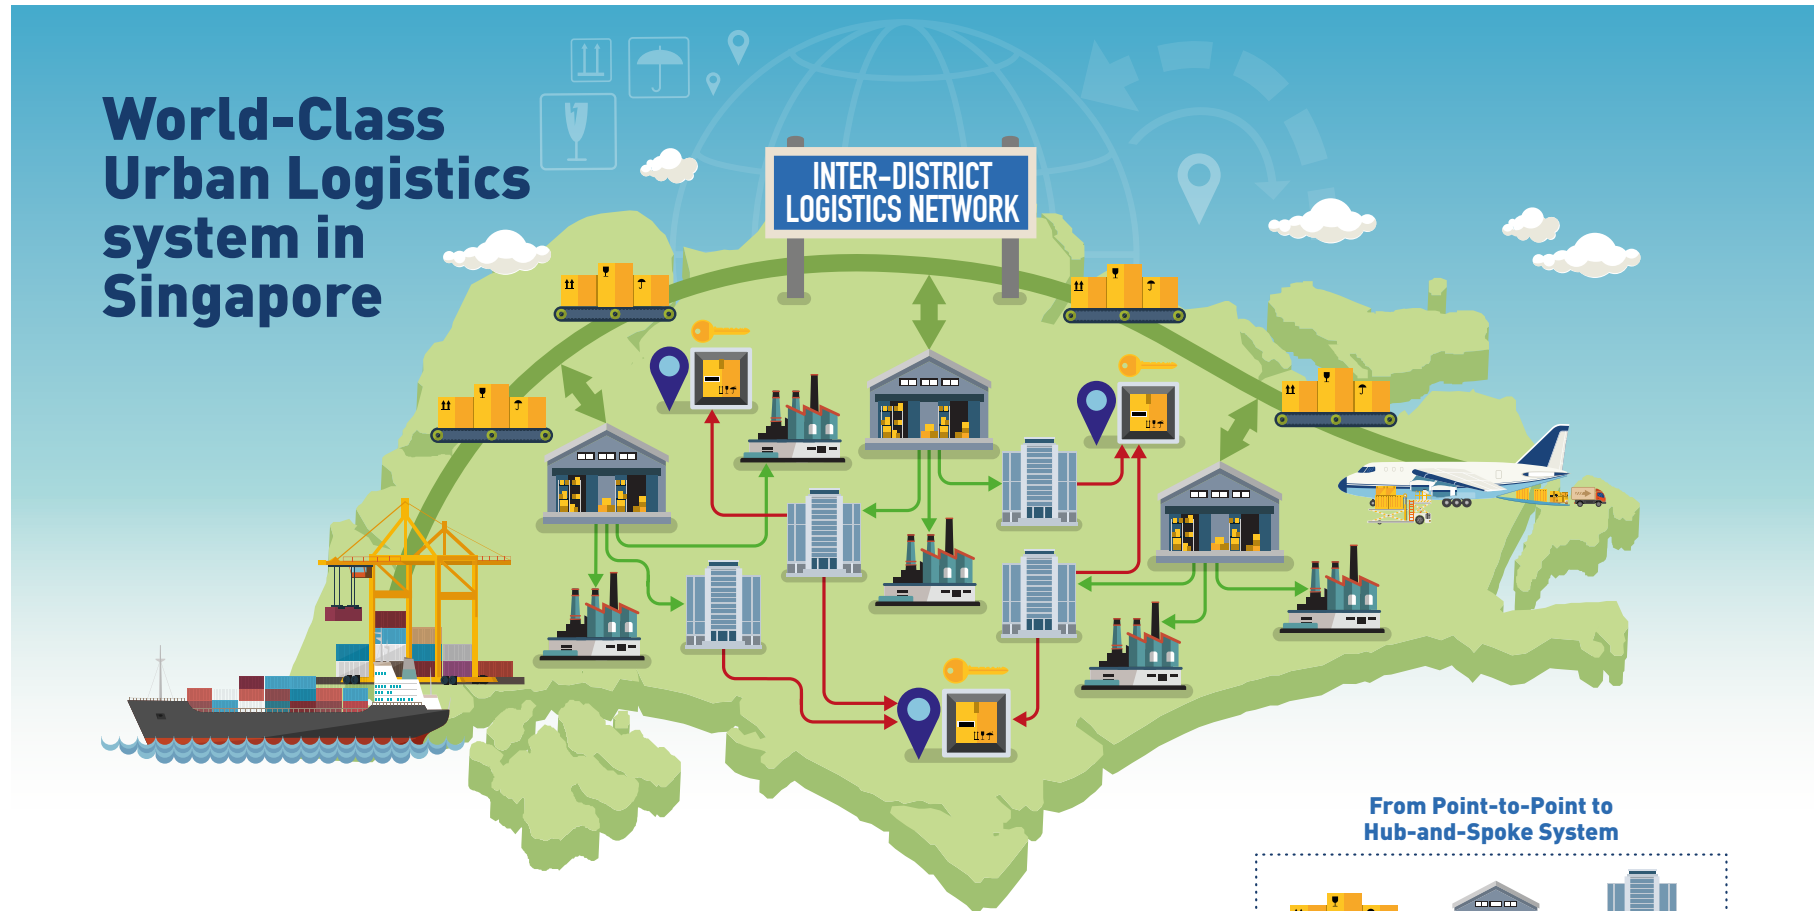 World-Class
Urban Logistics
system in
Singapore
INTER-DISTRICT
LOGISTICS NETWORK
From Point-to-Point to
Hub-and-Spoke System